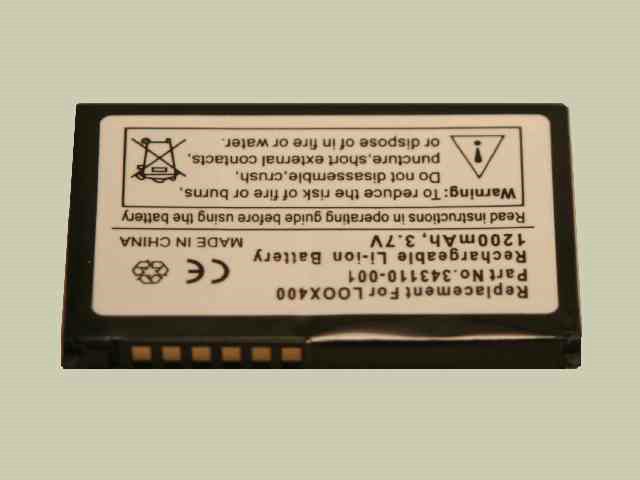 Replacement For LOOX400
Part No.343110-001
Rechargeable Li-ion Battery
1200mAh, 3.7V
CE
MADE IN CHINA
Read instructions in operating guide before using the battery
Warning: To reduce the risk of fire or burns,
Do not disassemble,crush,
puncture,short external contacts,
or dispose of in fire or water.